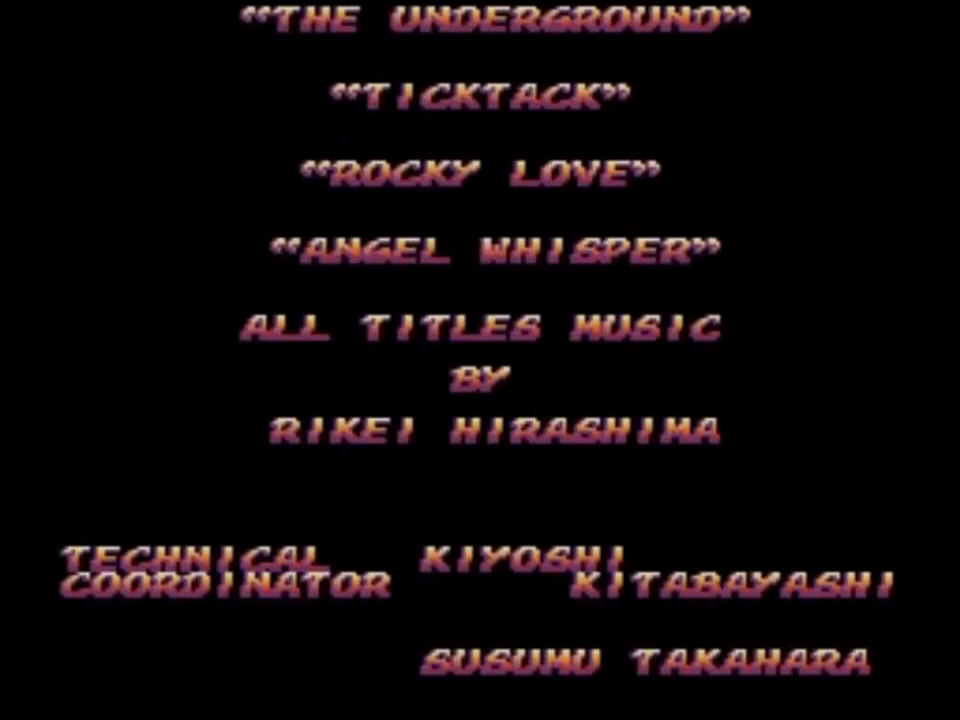 “THE UNDERGROUND”
“TICKTACK”
“ROCKY LOVE”
“ANGEL WHISPER”
ALL TITLES MUSIC
BY
RIKEI HIRASHIMA
TECHNICAL COORDINATOR
KIYOSHI KITABAYASHI
SUSUMU TAKAHARA